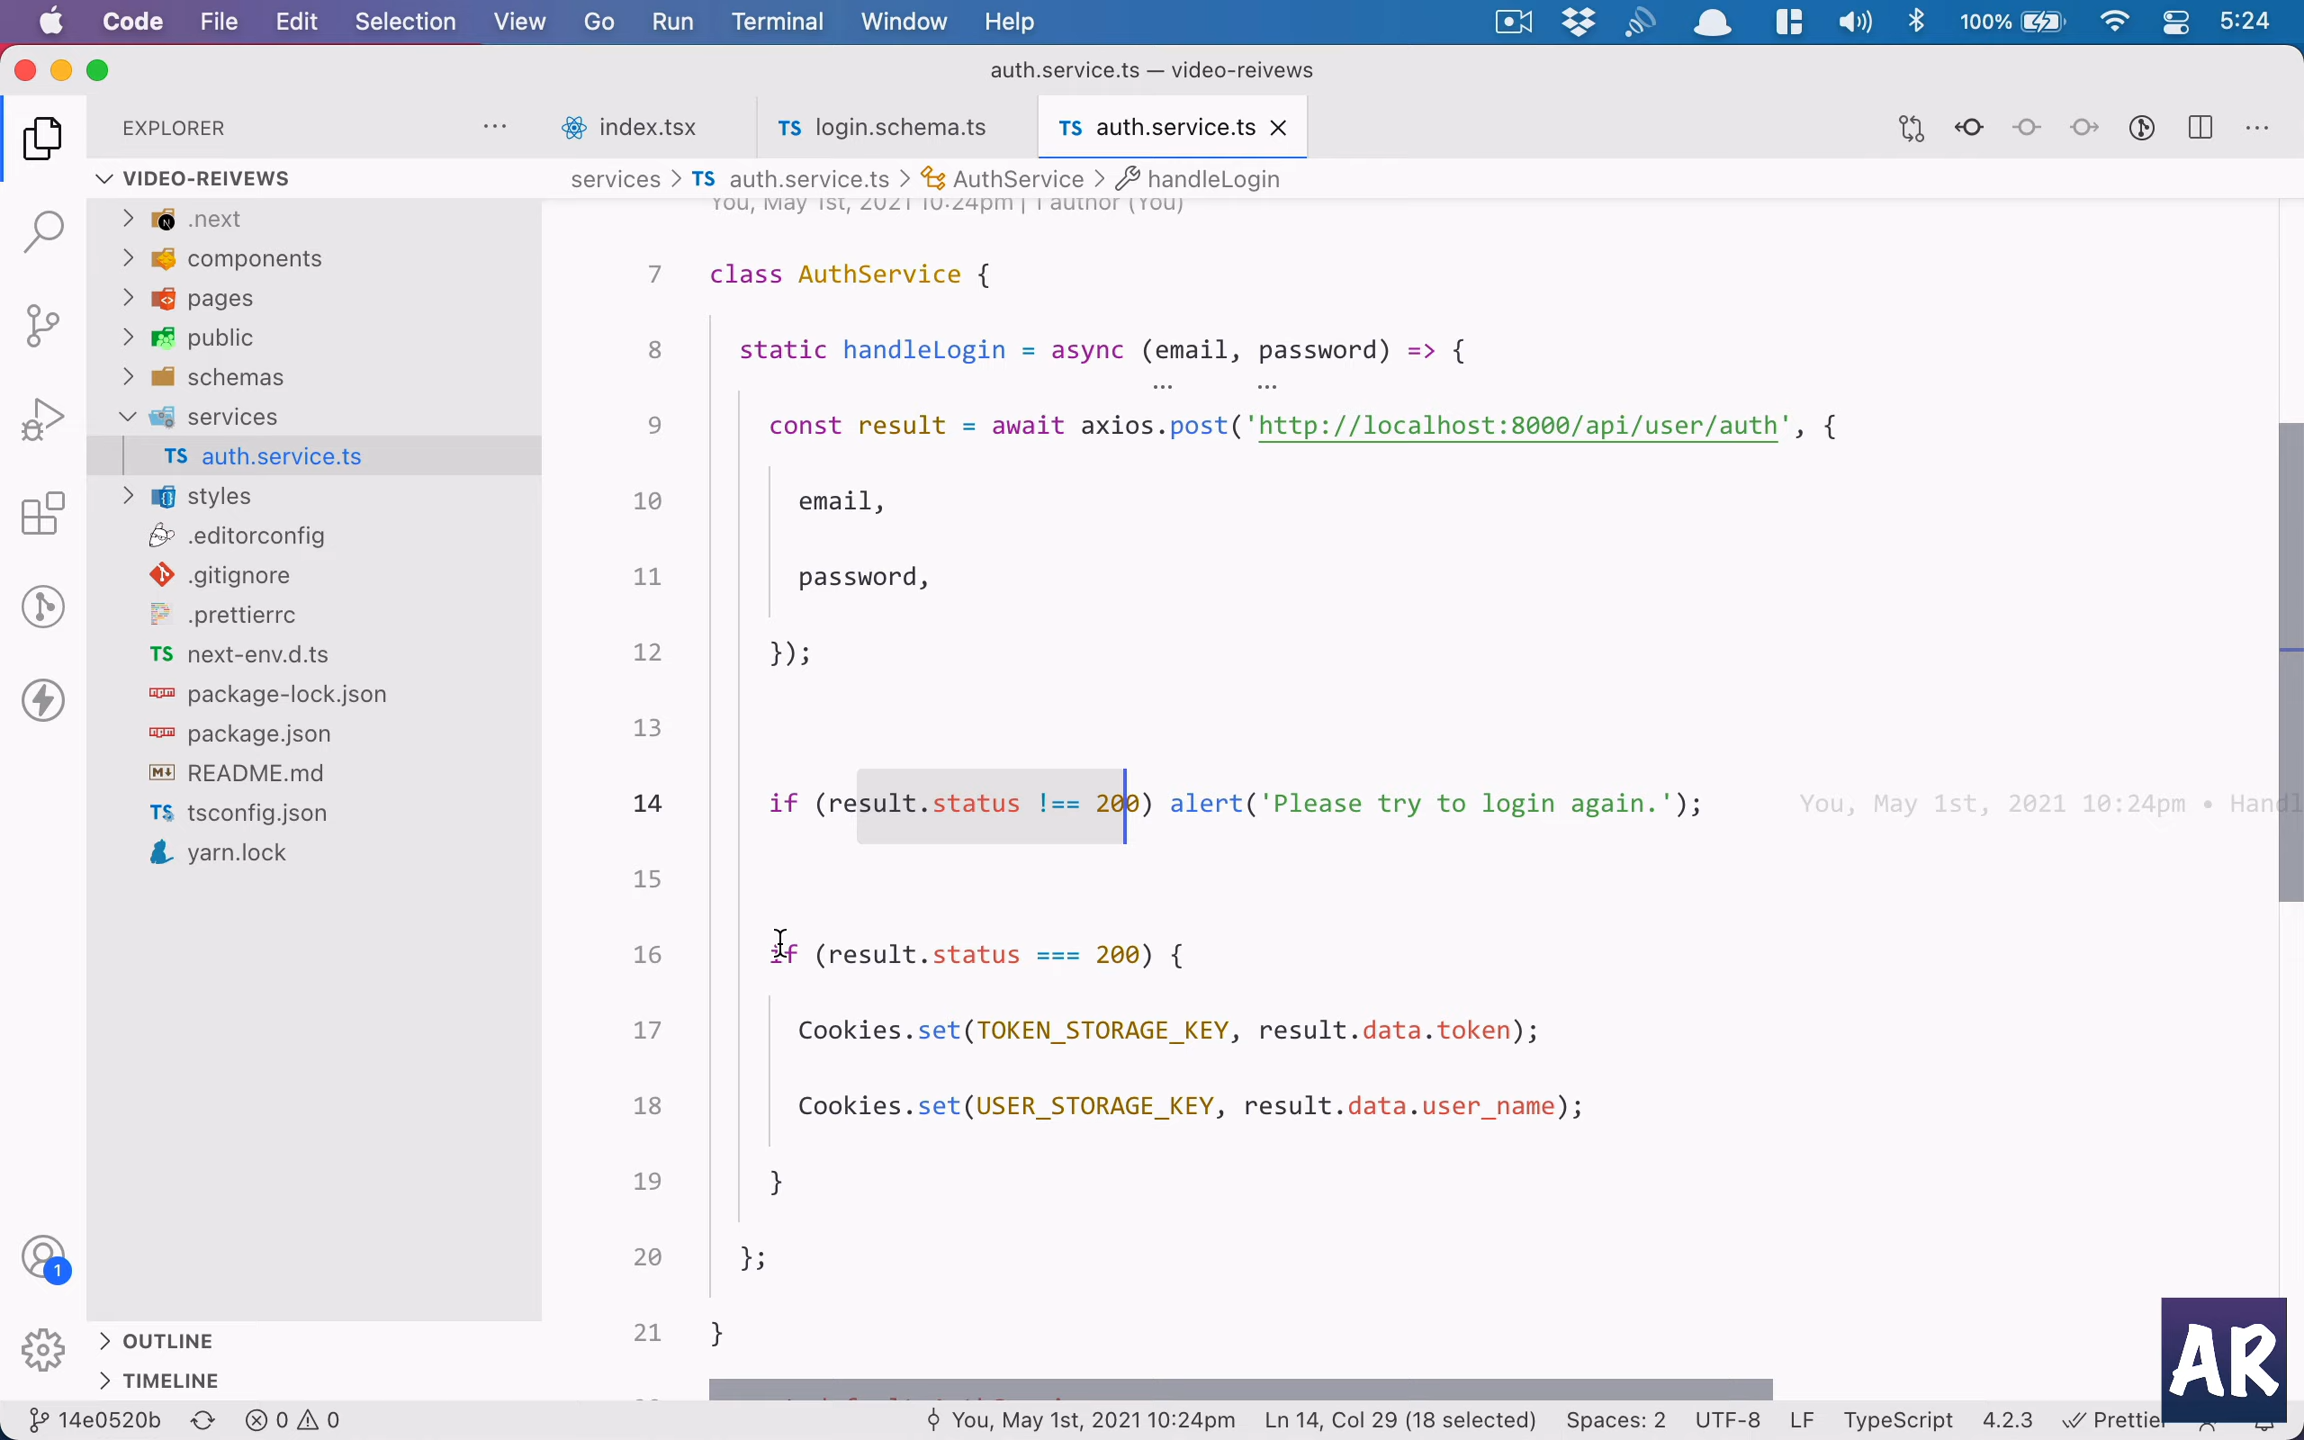 Code File Edit Selection View Go Run Terminal Window Help 100% 5:24
auth.service.ts — video-reivews
EXPLORER
index.tsx
TS login.schema.ts
TS auth.service.ts
VIDEO-REIVEWS
services > TS auth.service.ts > AuthService > handleLogin
.next
components
pages
public
schemas
services
TS auth.service.ts
styles
.editorconfig
.gitignore
.prettierrc
TS next-env.d.ts
package-lock.json
package.json
README.md
TS tsconfig.json
yarn.lock
OUTLINE
TIMELINE
You, May 1st, 2021 10:24pm | 1 author (You)
7 class AuthService {
8 static handleLogin = async (email, password) => {
9 const result = await axios.post('http://localhost:8000/api/user/auth', {
10 email,
11 password,
12 });
13
14 if (result.status !== 200) alert('Please try to login again.'); You, May 1st, 2021 10:24pm • Handl
15
16 if (result.status === 200) {
17 Cookies.set(TOKEN_STORAGE_KEY, result.data.token);
18 Cookies.set(USER_STORAGE_KEY, result.data.user_name);
19 }
20 };
21 }
1
AR
14e0520b 0 0 You, May 1st, 2021 10:24pm Ln 14, Col 29 (18 selected) Spaces: 2 UTF-8 LF TypeScript 4.2.3 Prettier